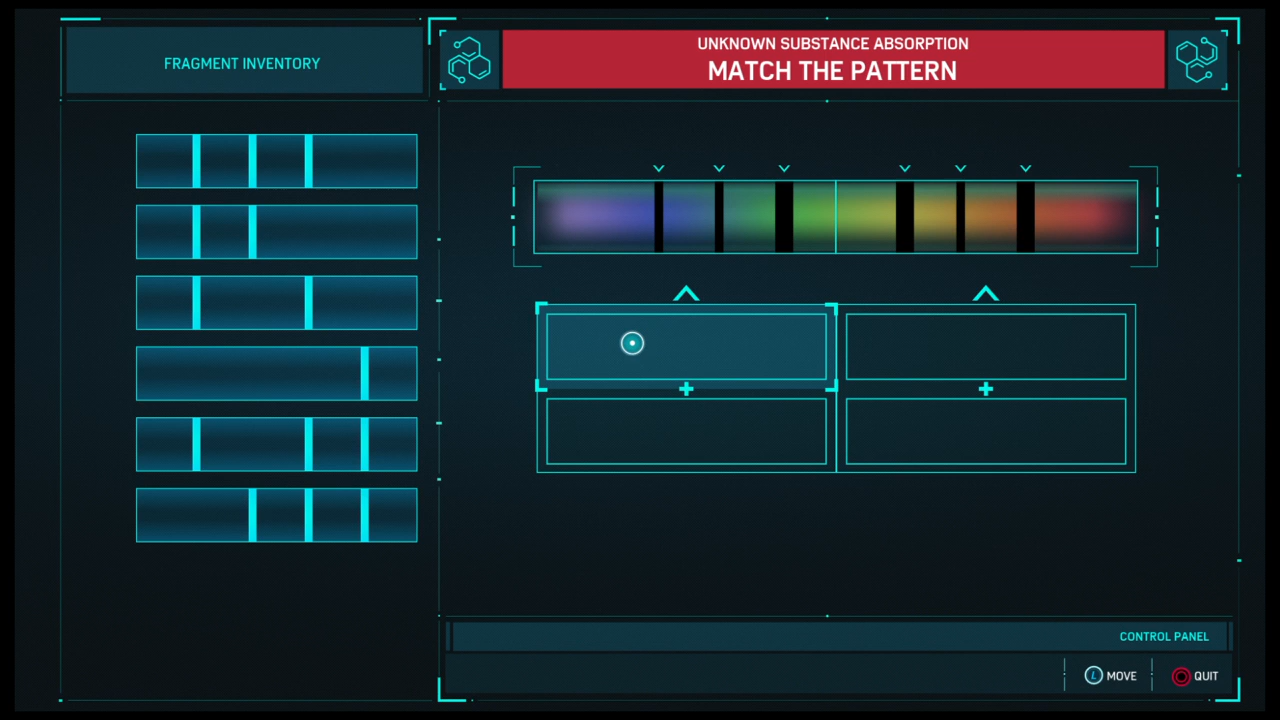 FRAGMENT INVENTORY
UNKNOWN SUBSTANCE ABSORPTION
MATCH THE PATTERN
CONTROL PANEL
L MOVE
QUIT